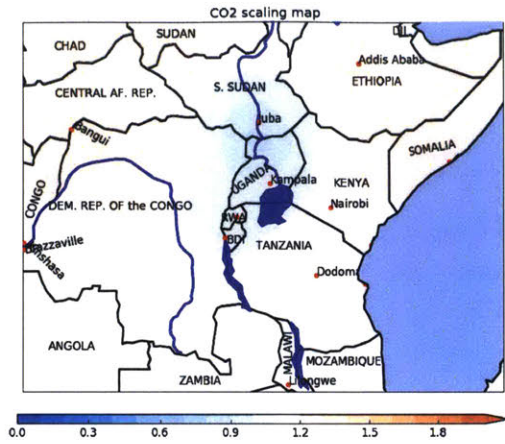 CO2 scaling map
SUDAN
CHAD
Addis Ababa
ETHIOPIA
S. SUDAN
CENTRAL AF. REP.
Juba
Bangui
SOMALIA
UGANDA
Kampala
KENYA
CONGO
DEM. REP. OF the CONGO
Nairobi
RWA
Brazzaville
Kinshasa
BDI
TANZANIA
Dodoma
ANGOLA
MALAWI
MOZAMBIQUE
ZAMBIA
Lilongwe
0.0 0.3 0.6 0.9 1.2 1.5 1.8